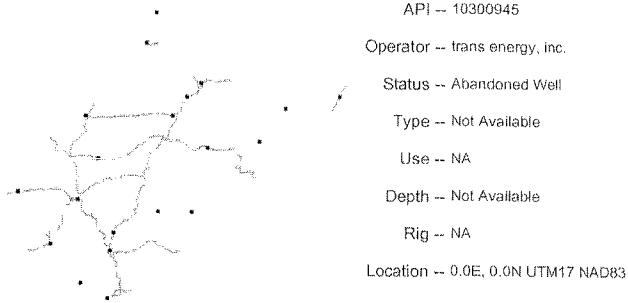 API -- 10300945
Operator -- trans energy, inc.
Status -- Abandoned Well
Type -- Not Available
Use -- NA
Depth -- Not Available
Rig -- NA
Location -- 0.0E, 0.0N UTM17 NAD83